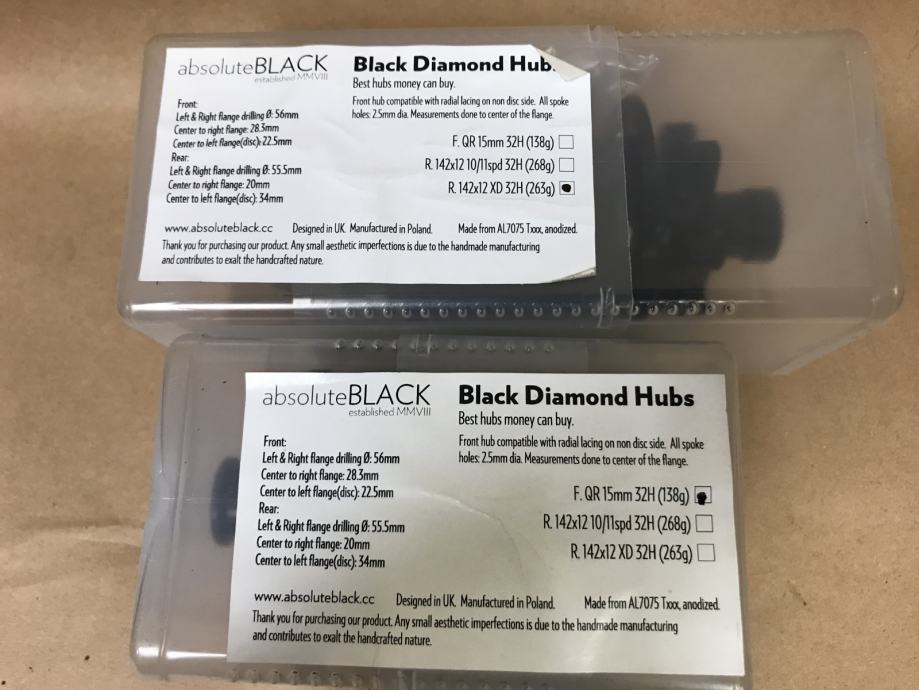 absoluteBLACK
established MMVIII
Black Diamond Hubs
Best hubs money can buy.
Front:
Left & Right flange drilling Ø: 56mm
Center to right flange: 28.3mm
Center to left flange(disc): 22.5mm
Rear:
Left & Right flange drilling Ø: 55.5mm
Center to right flange: 20mm
Center to left flange(disc): 34mm
Front hub compatible with radial lacing on non disc side. All spoke
holes: 2.5mm dia. Measurements done to center of the flange.
F. QR 15mm 32H (138g)
R. 142x12 10/11spd 32H (268g)
R. 142x12 XD 32H (263g)
www.absoluteblack.cc Designed in UK. Manufactured in Poland. Made from AL7075 Txxx, anodized.
Thank you for purchasing our product. Any small aesthetic imperfections is due to the handmade manufacturing
and contributes to exalt the handcrafted nature.
absoluteBLACK
established MMVIII
Black Diamond Hubs
Best hubs money can buy.
Front:
Left & Right flange drilling Ø: 56mm
Center to right flange: 28.3mm
Center to left flange(disc): 22.5mm
Rear:
Left & Right flange drilling Ø: 55.5mm
Center to right flange: 20mm
Center to left flange(disc): 34mm
Front hub compatible with radial lacing on non disc side. All spoke
holes: 2.5mm dia. Measurements done to center of the flange.
F. QR 15mm 32H (138g)
R. 142x12 10/11spd 32H (268g)
R. 142x12 XD 32H (263g)
www.absoluteblack.cc Designed in UK. Manufactured in Poland. Made from AL7075 Txxx, anodized.
Thank you for purchasing our product. Any small aesthetic imperfections is due to the handmade manufacturing
and contributes to exalt the handcrafted nature.